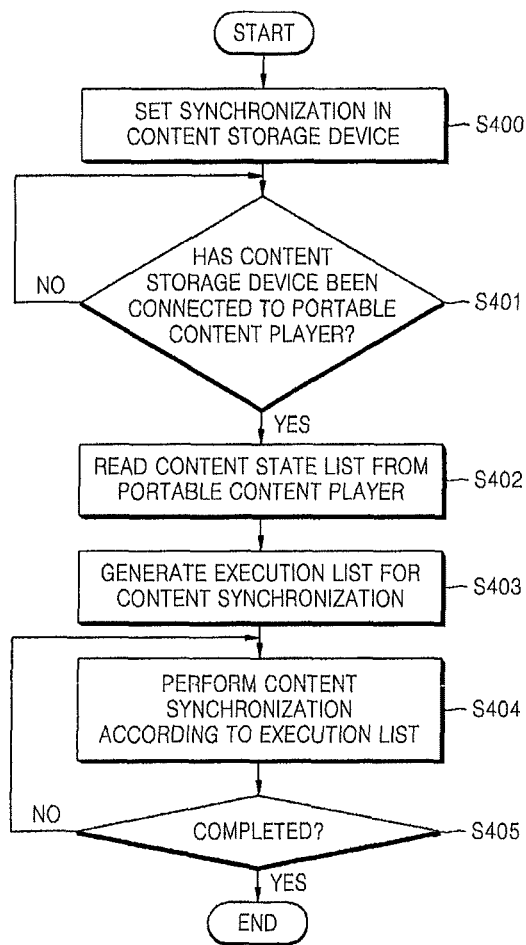 START
SET SYNCHRONIZATION IN
CONTENT STORAGE DEVICE
S400
HAS CONTENT
STORAGE DEVICE BEEN
CONNECTED TO PORTABLE
CONTENT PLAYER?
NO
S401
YES
READ CONTENT STATE LIST FROM
PORTABLE CONTENT PLAYER
S402
GENERATE EXECUTION LIST FOR
CONTENT SYNCHRONIZATION
S403
PERFORM CONTENT
SYNCHRONIZATION
ACCORDING TO EXECUTION LIST
S404
NO
COMPLETED?
S405
YES
END